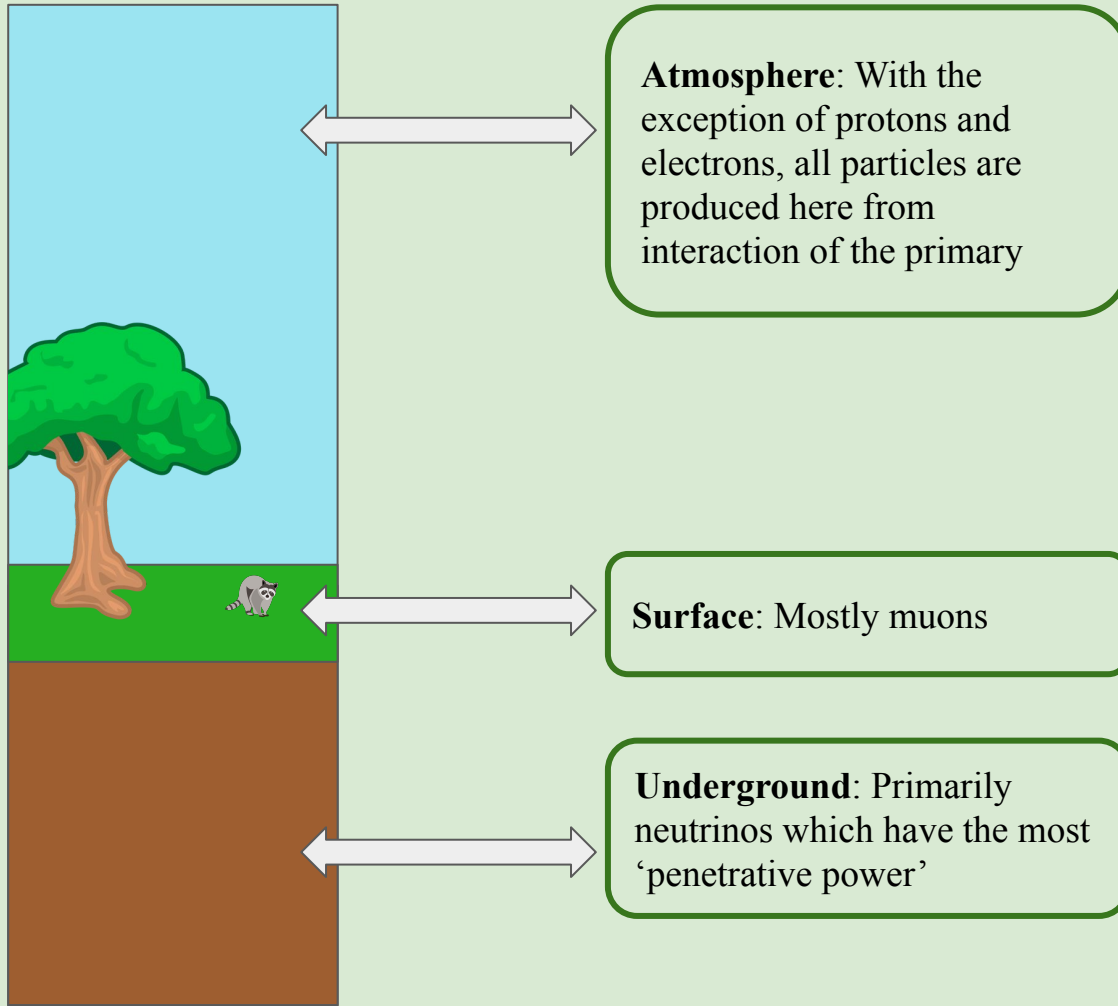 Atmosphere: With the
exception of protons and
electrons, all particles are
produced here from
interaction of the primary
Surface: Mostly muons
Underground: Primarily
neutrinos which have the most
‘penetrative power’